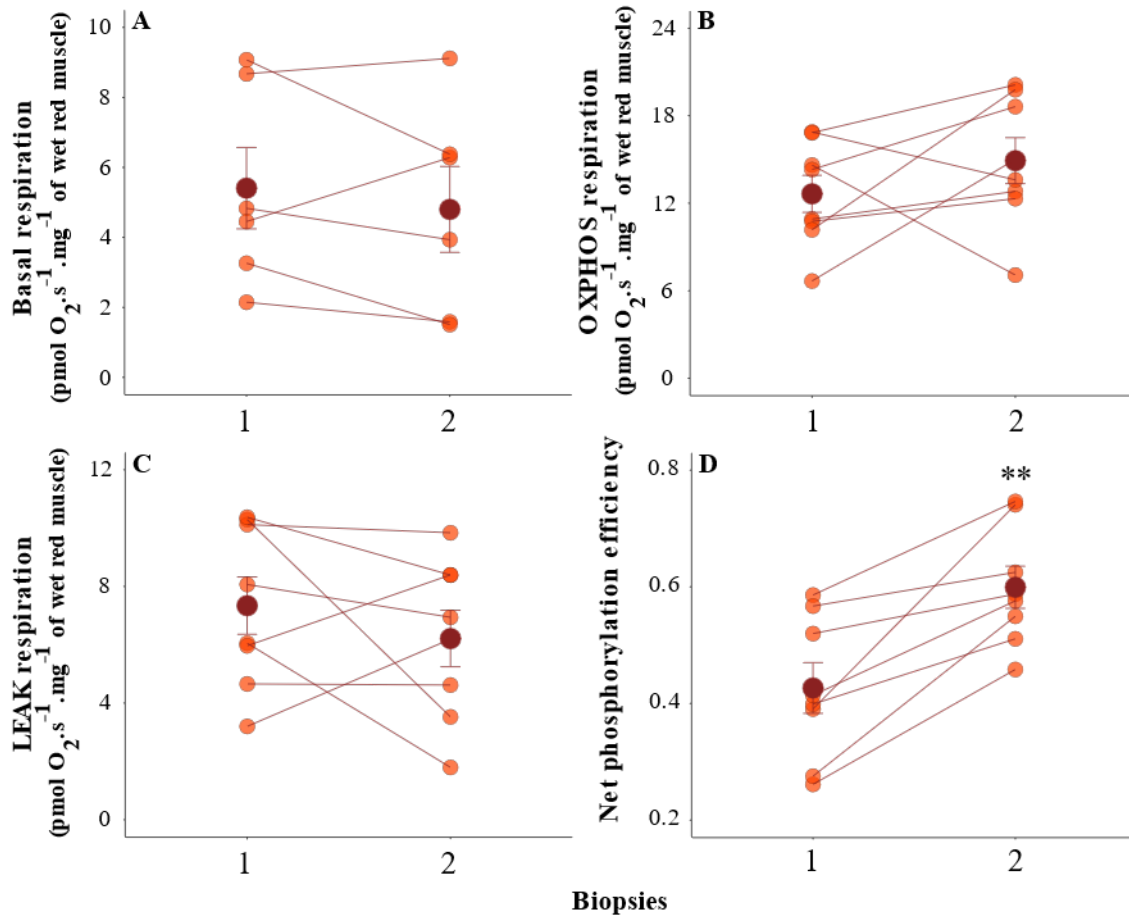 A
Basal respiration
(pmol O₂.s⁻¹.mg⁻¹ of wet red muscle)
10
8
6
4
2
0
1
2
B
OXPHOS respiration
(pmol O₂.s⁻¹.mg⁻¹ of wet red muscle)
24
18
12
6
0
1
2
C
LEAK respiration
(pmol O₂.s⁻¹.mg⁻¹ of wet red muscle)
12
8
4
0
1
2
D
Net phosphorylation efficiency
0.8
0.6
0.4
0.2
**
1
2
Biopsies